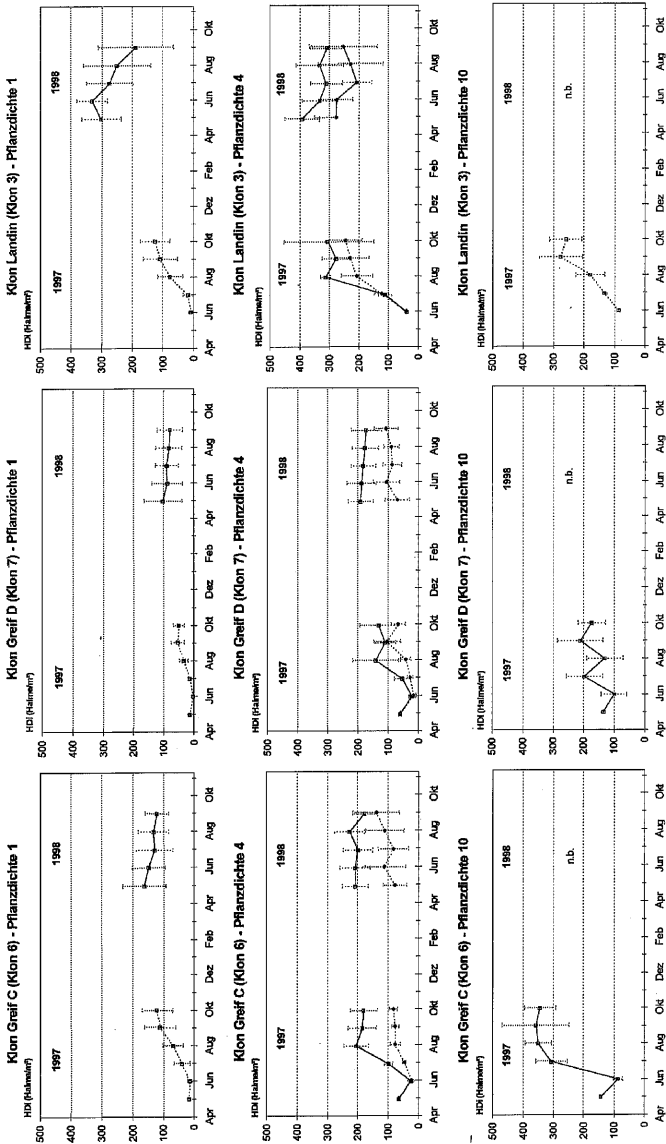 Klon Greif C (Klon 6) - Pflanzdichte 1
HDI (Halme/m²)
500
400
300
200
100
0
1997
1998
Apr Jun Aug Okt Dez Feb Apr Jun Aug Okt
Klon Greif D (Klon 7) - Pflanzdichte 1
HDI (Halme/m²)
500
400
300
200
100
0
1997
1998
Apr Jun Aug Okt Dez Feb Apr Jun Aug Okt
Klon Landin (Klon 3) - Pflanzdichte 1
HDI (Halme/m²)
500
400
300
200
100
0
1997
1998
Apr Jun Aug Okt Dez Feb Apr Jun Aug Okt
Klon Greif C (Klon 6) - Pflanzdichte 4
HDI (Halme/m²)
500
400
300
200
100
0
1997
1998
Apr Jun Aug Okt Dez Feb Apr Jun Aug Okt
Klon Greif D (Klon 7) - Pflanzdichte 4
HDI (Halme/m²)
500
400
300
200
100
0
1997
1998
Apr Jun Aug Okt Dez Feb Apr Jun Aug Okt
Klon Landin (Klon 3) - Pflanzdichte 4
HDI (Halme/m²)
500
400
300
200
100
0
1997
1998
Apr Jun Aug Okt Dez Feb Apr Jun Aug Okt
Klon Greif C (Klon 6) - Pflanzdichte 10
HDI (Halme/m²)
500
400
300
200
100
0
1997
1998
n.b.
Apr Jun Aug Okt Dez Feb Apr Jun Aug Okt
Klon Greif D (Klon 7) - Pflanzdichte 10
HDI (Halme/m²)
500
400
300
200
100
0
1997
1998
n.b.
Apr Jun Aug Okt Dez Feb Apr Jun Aug Okt
Klon Landin (Klon 3) - Pflanzdichte 10
HDI (Halme/m²)
500
400
300
200
100
0
1997
1998
n.b.
Apr Jun Aug Okt Dez Feb Apr Jun Aug Okt